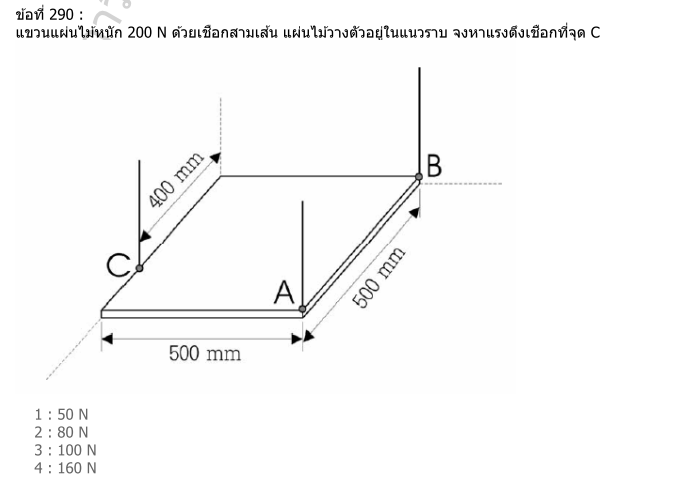 ข้อที่ 290 :
แขวนแผ่นไม้หนัก 200 N ด้วยเชือกสามเส้น แผ่นไม้วางตัวอยู่ในแนวราบ จงหาแรงดึงเชือกที่จุด C
400 mm
B
C
A
500 mm
500 mm
1 : 50 N
2 : 80 N
3 : 100 N
4 : 160 N